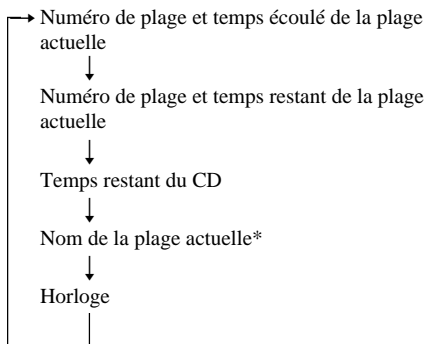 Numéro de plage et temps écoulé de la plage
actuelle
Numéro de plage et temps restant de la plage
actuelle
Temps restant du CD
Nom de la plage actuelle*
Horloge